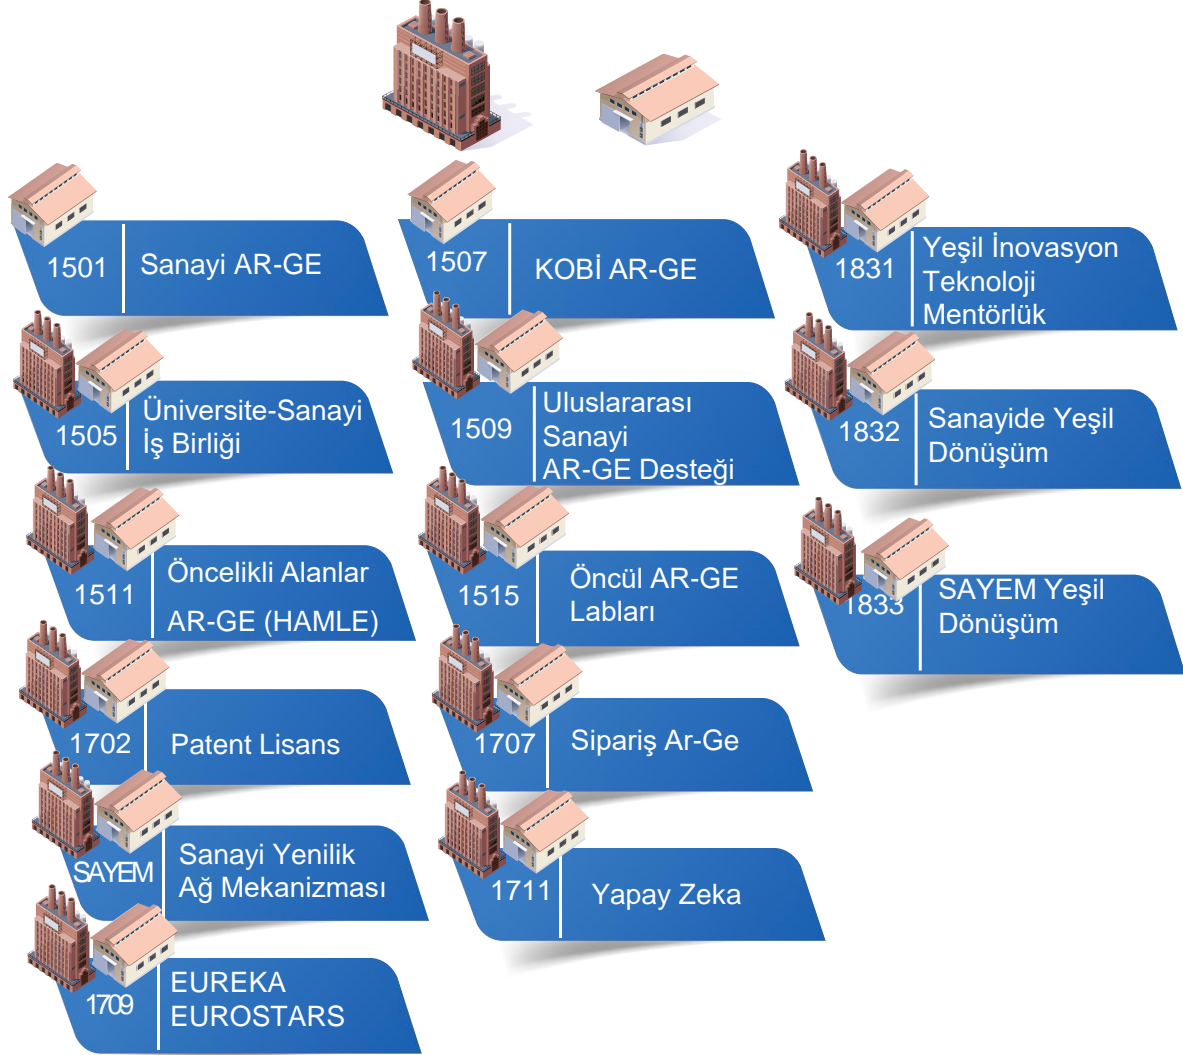 1501
Sanayi AR-GE
1505
Üniversite-Sanayi
İş Birliği
1511
Öncelikli Alanlar
AR-GE (HAMLE)
1702
Patent Lisans
SAYEM
Sanayi Yenilik
Ağ Mekanizması
1709
EUREKA
EUROSTARS
1507
KOBİ AR-GE
1509
Uluslararası
Sanayi
AR-GE Desteği
1515
Öncül AR-GE
Labları
1707
Sipariş Ar-Ge
1711
Yapay Zeka
1831
Yeşil İnovasyon
Teknoloji
Mentörlük
1832
Sanayide Yeşil
Dönüşüm
1833
SAYEM Yeşil
Dönüşüm